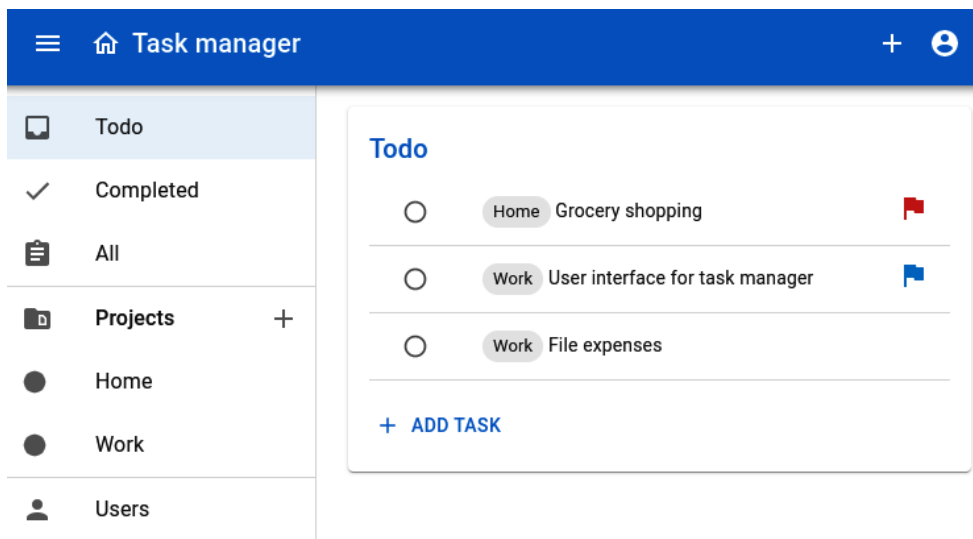 Task manager
Todo
Completed
All
Projects
Home
Work
Users
Todo
Home Grocery shopping
Work User interface for task manager
Work File expenses
+ ADD TASK